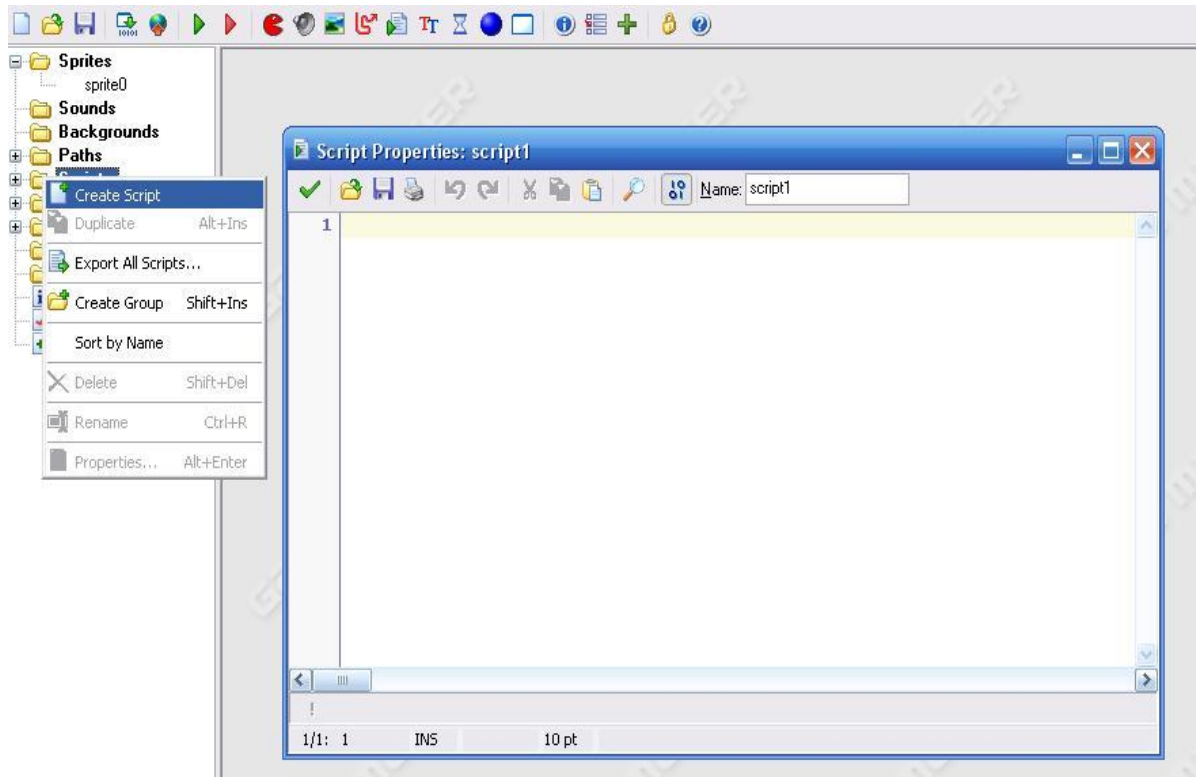 Sprites
sprite0
Sounds
Backgrounds
Paths
Create Script
Duplicate Alt+Ins
Export All Scripts...
Create Group Shift+Ins
Sort by Name
Delete Shift+Del
Rename Ctrl+R
Properties... Alt+Enter
Script Properties: script1
Name: script1
1
!
1/1: 1 INS 10 pt